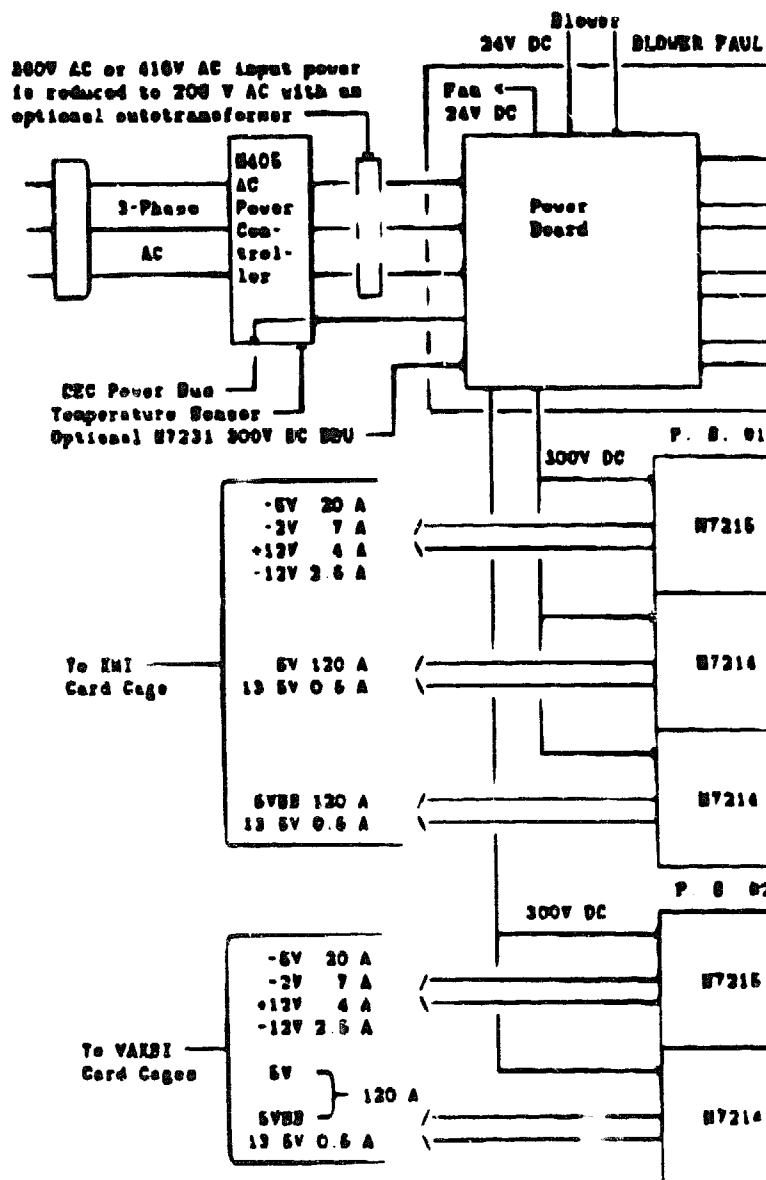 Blower
24V DC
BLOWER FAUL
380V AC or 416V AC input power
is reduced to 208 V AC with an
optional autotransformer
Fan <
24V DC
H405
AC
Power
Con-
trol-
ler
3-Phase
AC
Power
Board
DEC Power Bus
Temperature Sensor
Optional H7231 300V DC BBU
P. S. #1
300V DC
-5V 20 A
-2V 7 A
+12V 4 A
-12V 2.5 A
H7215
To XMI
Card Cage
5V 120 A
13.5V 0.5 A
H7214
5VBB 120 A
13.5V 0.5 A
H7214
P. S. #2
300V DC
-5V 20 A
-2V 7 A
+12V 4 A
-12V 2.5 A
H7215
To VAXBI
Card Cages
5V
120 A
5VBB
13.5V 0.5 A
H7214